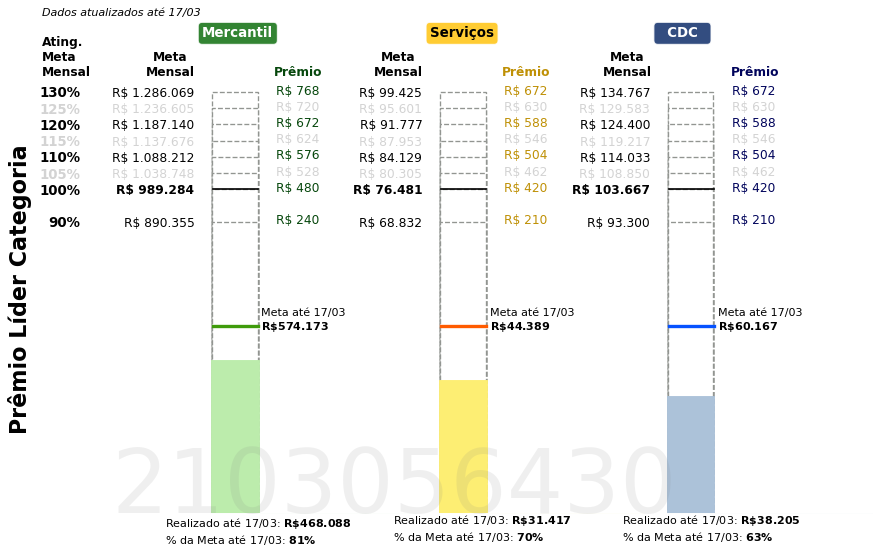 Dados atualizados até 17/03
Mercantil Serviços CDC
Ating. Meta Mensal
Meta Mensal Prêmio Meta Mensal Prêmio Meta Mensal Prêmio
130% R$ 1.286.069 R$ 768 R$ 99.425 R$ 672 R$ 134.767 R$ 672
125% R$ 1.236.605 R$ 720 R$ 95.601 R$ 630 R$ 129.583 R$ 630
120% R$ 1.187.140 R$ 672 R$ 91.777 R$ 588 R$ 124.400 R$ 588
115% R$ 1.137.676 R$ 624 R$ 87.953 R$ 546 R$ 119.217 R$ 546
110% R$ 1.088.212 R$ 576 R$ 84.129 R$ 504 R$ 114.033 R$ 504
105% R$ 1.038.748 R$ 528 R$ 80.305 R$ 462 R$ 108.850 R$ 462
100% R$ 989.284 R$ 480 R$ 76.481 R$ 420 R$ 103.667 R$ 420
90% R$ 890.355 R$ 240 R$ 68.832 R$ 210 R$ 93.300 R$ 210
Prêmio Líder Categoria
Meta até 17/03 Meta até 17/03 Meta até 17/03
R$574.173 R$44.389 R$60.167
2103056430
Realizado até 17/03: R$468.088 Realizado até 17/03: R$31.417 Realizado até 17/03: R$38.205
% da Meta até 17/03: 81% % da Meta até 17/03: 70% % da Meta até 17/03: 63%